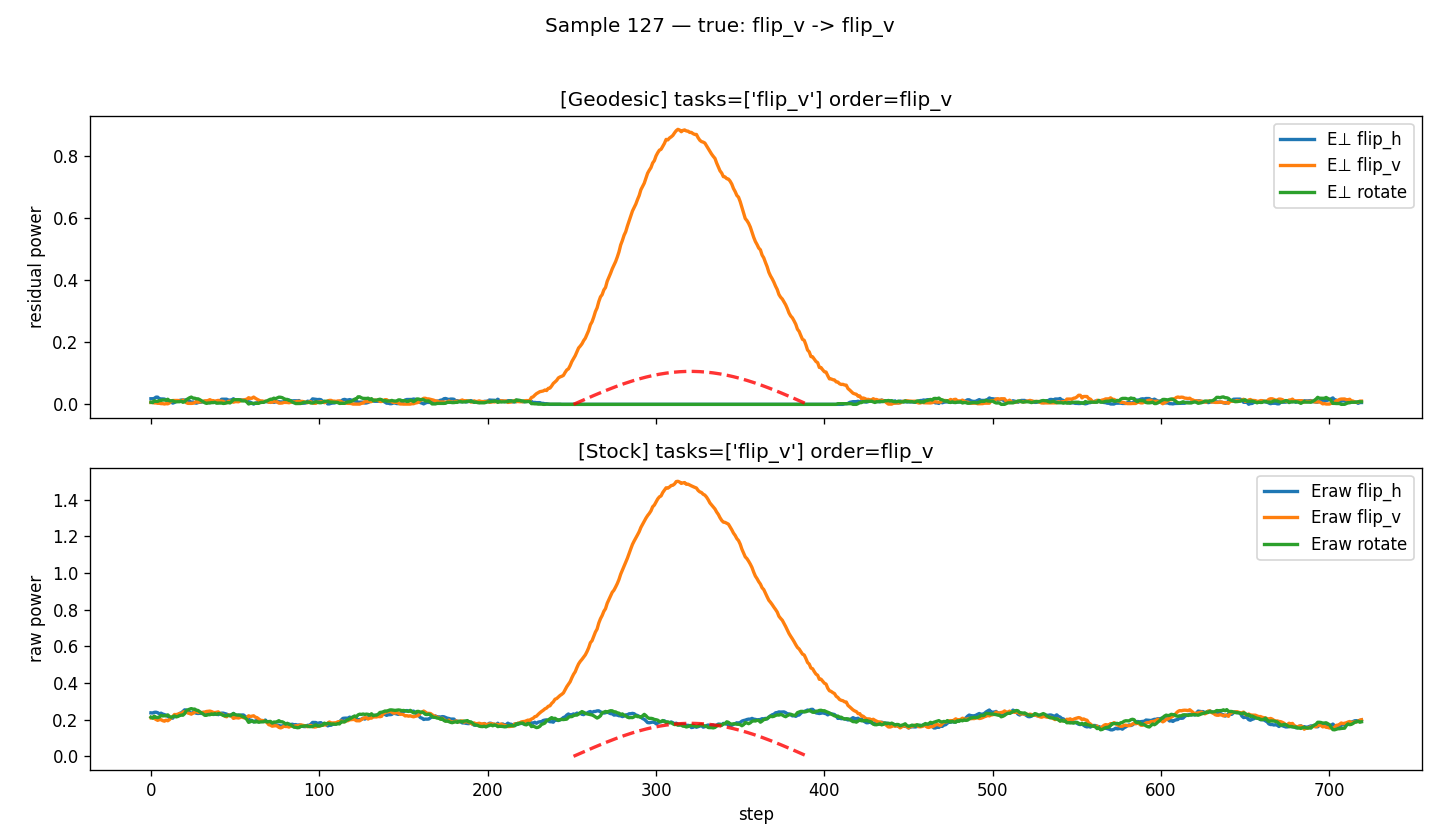 Sample 127 — true: flip_v -> flip_v
[Geodesic] tasks=['flip_v'] order=flip_v
residual power
0.8
0.6
0.4
0.2
0.0
E⊥ flip_h
E⊥ flip_v
E⊥ rotate
[Stock] tasks=['flip_v'] order=flip_v
raw power
1.4
1.2
1.0
0.8
0.6
0.4
0.2
0.0
Eraw flip_h
Eraw flip_v
Eraw rotate
0 100 200 300 400 500 600 700
step